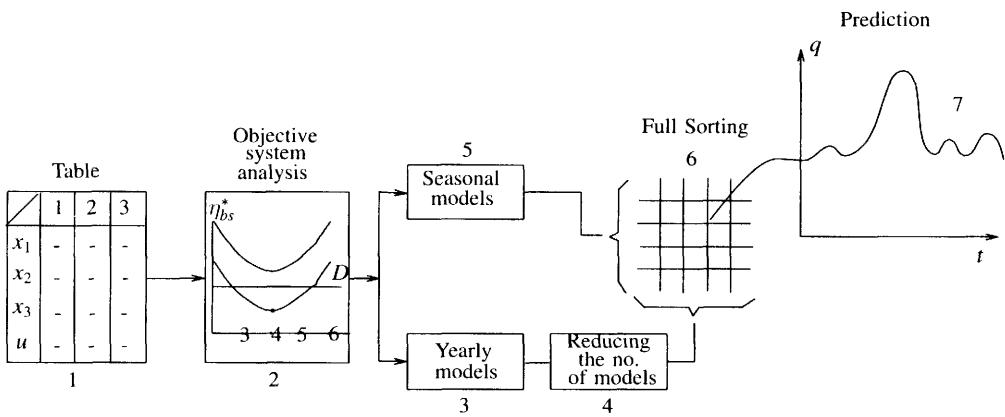 Prediction
q
7
t
Full Sorting
6
Objective
system
analysis
η*bs
D
3 4 5 6
2
Table
1 2 3
x1 - - -
x2 - - -
x3 - - -
u - - -
1
5
Seasonal
models
Yearly
models
3
Reducing
the no.
of models
4